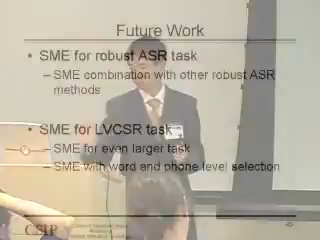 Future Work
• SME for robust ASR task
– SME combination with other robust ASR
methods
• SME for LVCSR task
– SME for even larger task
– SME with word and phone level selection
CSIP